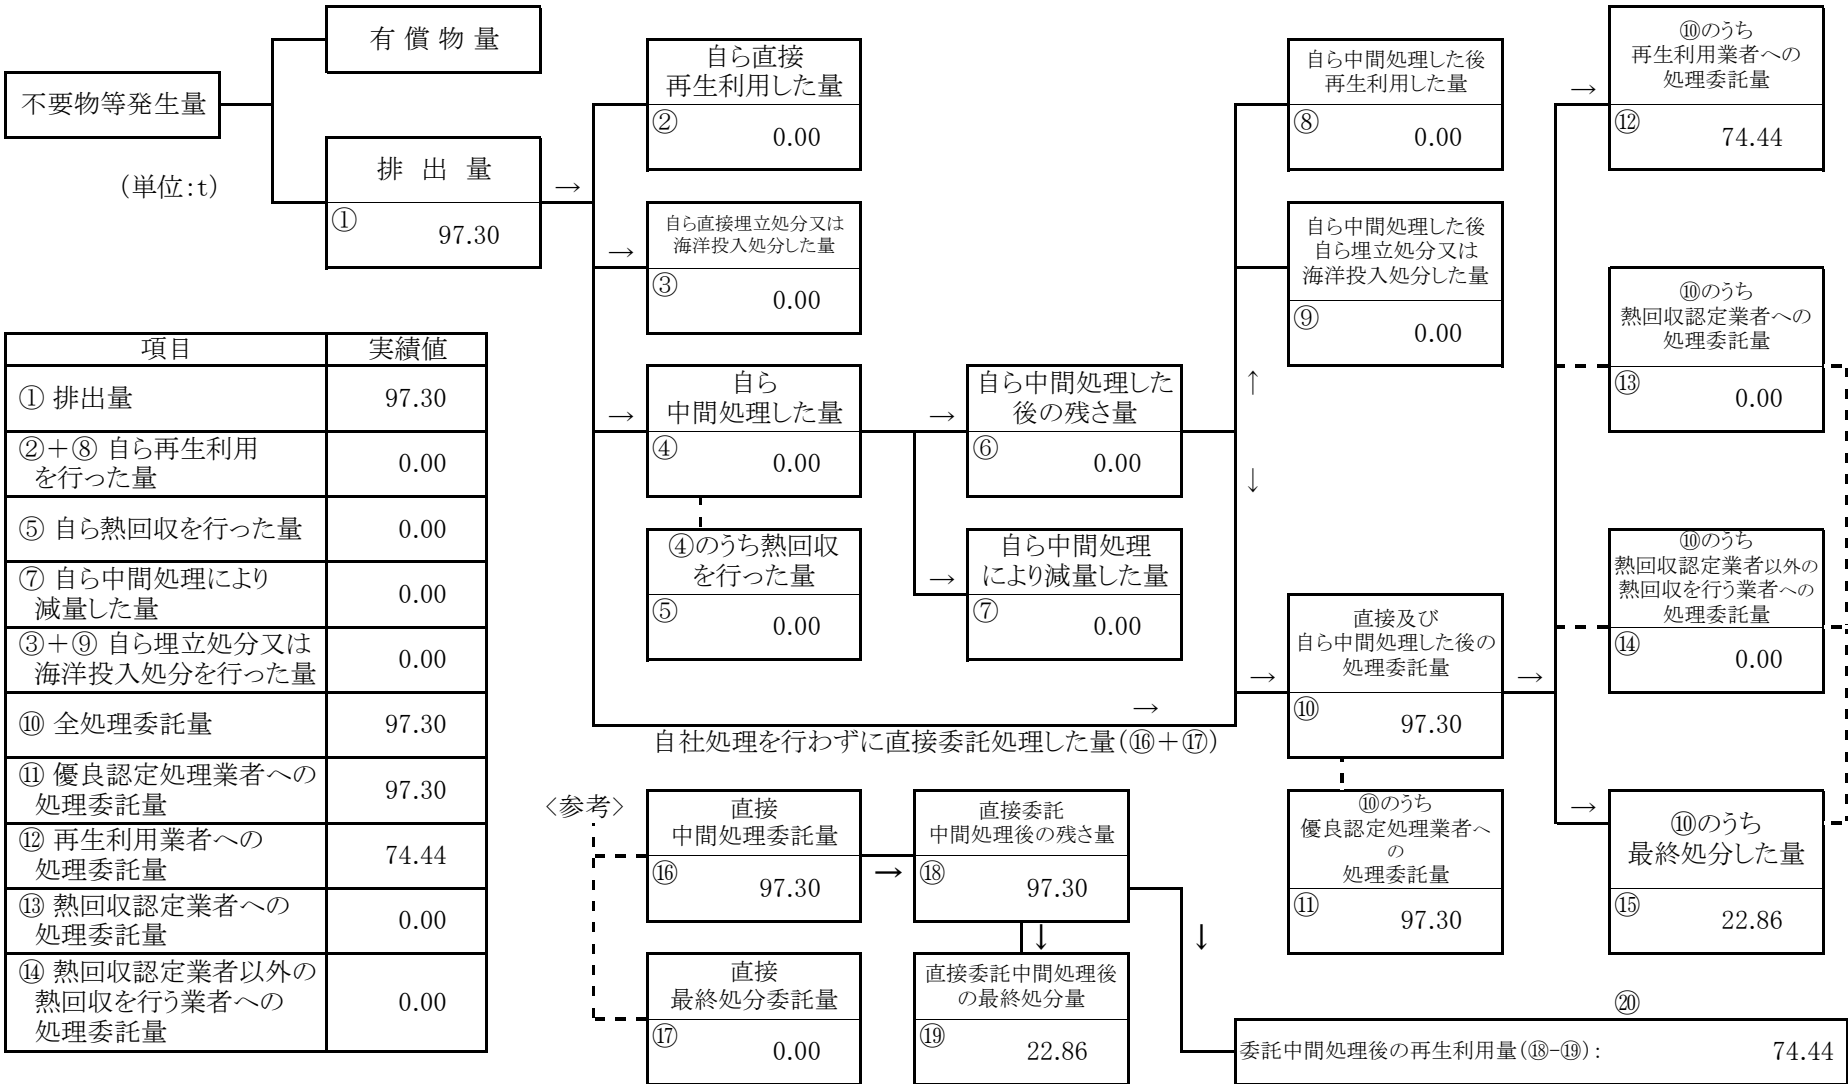 不要物等発生量
(単位:t)
有 償 物 量
排 出 量
①
97.30
→
自ら直接
再生利用した量
②
0.00
→
自ら直接埋立処分又は
海洋投入処分した量
③
0.00
→
自ら
中間処理した量
④
0.00
④のうち熱回収
を行った量
⑤
0.00
→
自ら中間処理した
後の残さ量
⑥
0.00
→
自ら中間処理
により減量した量
⑦
0.00
自ら中間処理した後
再生利用した量
⑧
0.00
自ら中間処理した後
自ら埋立処分又は
海洋投入処分した量
⑨
0.00
↑
↓
→
自社処理を行わずに直接委託処理した量(⑯+⑰)
→
直接及び
自ら中間処理した後の
処理委託量
⑩
97.30
→
⑩のうち
優良認定処理業者へ
の
処理委託量
⑪
97.30
→
⑩のうち
再生利用業者への
処理委託量
⑫
74.44
⑩のうち
熱回収認定業者への
処理委託量
⑬
0.00
⑩のうち
熱回収認定業者以外の
熱回収を行う業者への
処理委託量
⑭
0.00
→
⑩のうち
最終処分した量
⑮
22.86
項目 実績値
① 排出量 97.30
②+⑧ 自ら再生利用
を行った量 0.00
⑤ 自ら熱回収を行った量 0.00
⑦ 自ら中間処理により
減量した量 0.00
③+⑨ 自ら埋立処分又は
海洋投入処分を行った量 0.00
⑩ 全処理委託量 97.30
⑪ 優良認定処理業者への
処理委託量 97.30
⑫ 再生利用業者への
処理委託量 74.44
⑬ 熱回収認定業者への
処理委託量 0.00
⑭ 熱回収認定業者以外の
熱回収を行う業者への
処理委託量 0.00
<参考>
直接
中間処理委託量
⑯
97.30
→
直接委託
中間処理後の残さ量
⑱
97.30
↓
↓
直接
最終処分委託量
⑰
0.00
直接委託中間処理後
の最終処分量
⑲
22.86
⑳
委託中間処理後の再生利用量(⑱-⑲): 74.44